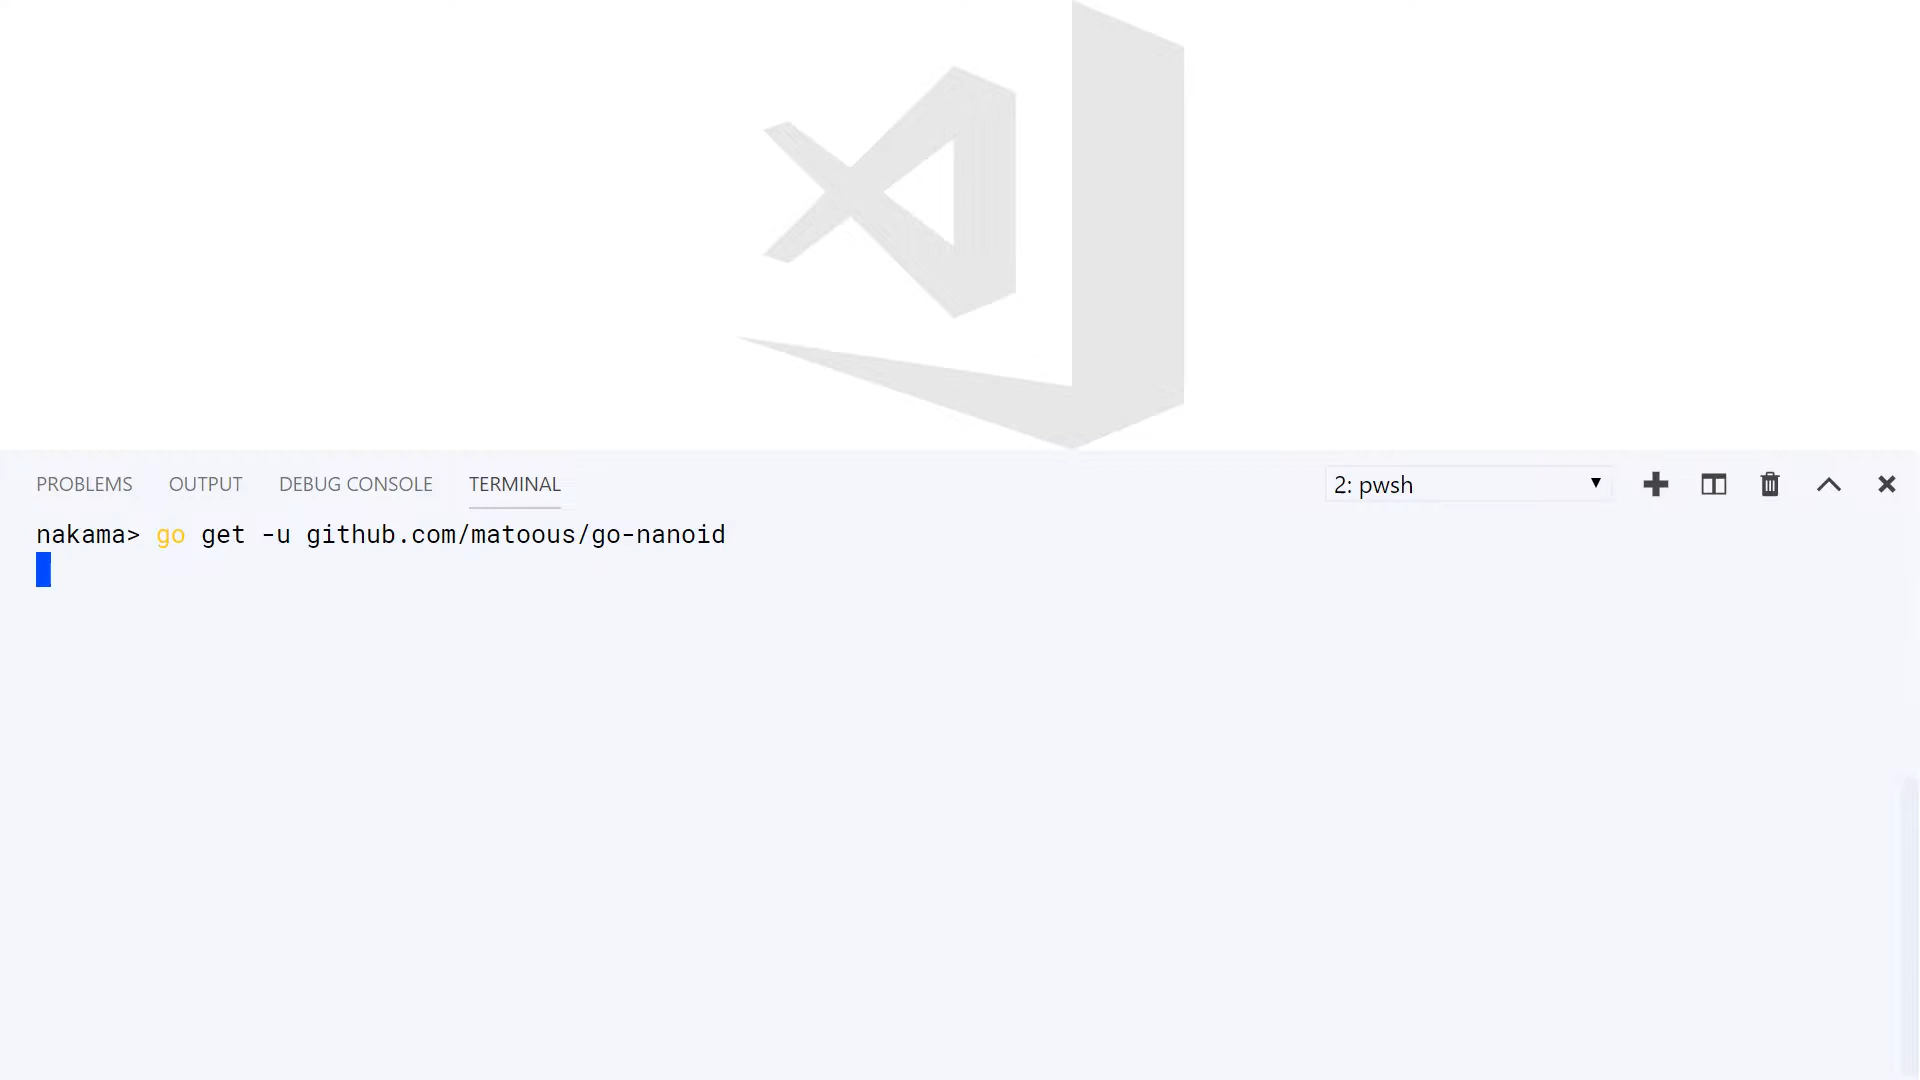 PROBLEMS OUTPUT DEBUG CONSOLE TERMINAL 2: pwsh
nakama> go get -u github.com/matoous/go-nanoid